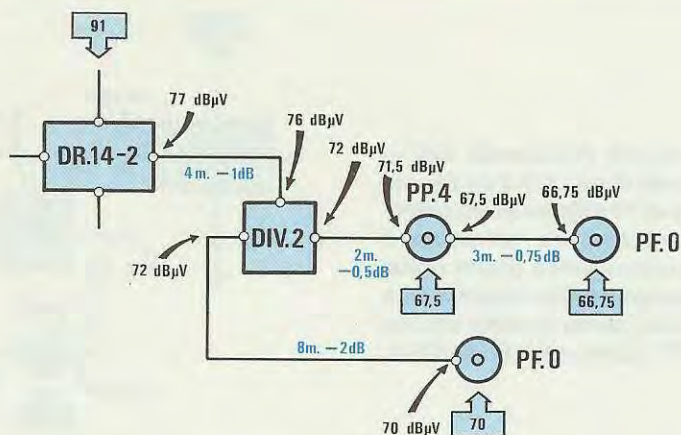 91
77 dBµV
DR.14-2
4m. -1dB
76 dBµV
72 dBµV
71,5 dBµV
PP.4
67,5 dBµV
66,75 dBµV
DIV.2
72 dBµV
2m.
-0,5dB
3m. -0,75dB
PF.0
67,5
66,75
8m. -2dB
PF.0
70 dBµV
70